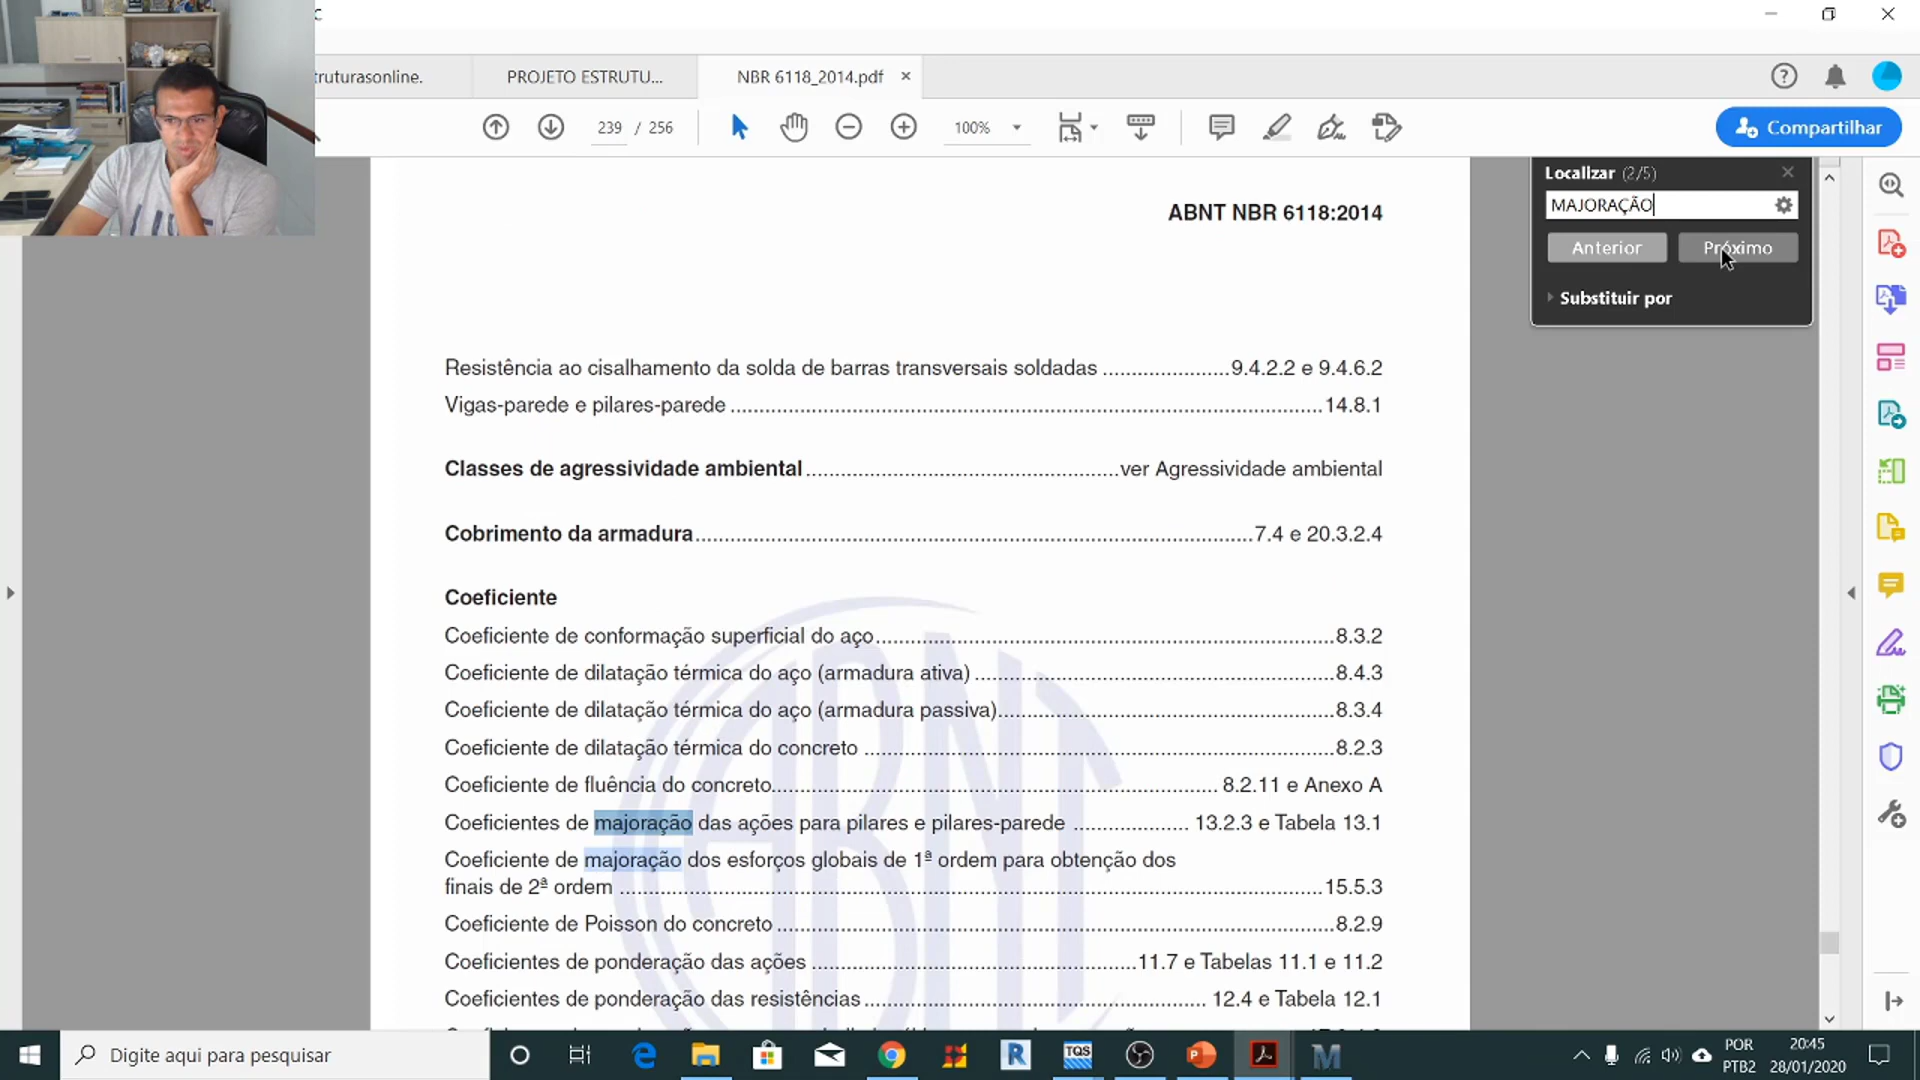 truturasonline.
PROJETO ESTRUTU...
NBR 6118_2014.pdf
239 / 256
100%
Compartilhar
Localizar (2/5)
MAJORAÇÃO
Anterior
Próximo
Substituir por
ABNT NBR 6118:2014
Resistência ao cisalhamento da solda de barras transversais soldadas .....................9.4.2.2 e 9.4.6.2
Vigas-parede e pilares-parede ....................................................................................................14.8.1
Classes de agressividade ambiental.....................................................ver Agressividade ambiental
Cobrimento da armadura...............................................................................................7.4 e 20.3.2.4
Coeficiente
Coeficiente de conformação superficial do aço.............................................................................8.3.2
Coeficiente de dilatação térmica do aço (armadura ativa) ............................................................8.4.3
Coeficiente de dilatação térmica do aço (armadura passiva)........................................................8.3.4
Coeficiente de dilatação térmica do concreto ...............................................................................8.2.3
Coeficiente de fluência do concreto........................................................................... 8.2.11 e Anexo A
Coeficientes de majoração das ações para pilares e pilares-parede ................... 13.2.3 e Tabela 13.1
Coeficiente de majoração dos esforços globais de 1ª ordem para obtenção dos
finais de 2ª ordem .......................................................................................................................15.5.3
Coeficiente de Poisson do concreto ..............................................................................................8.2.9
Coeficientes de ponderação das ações ......................................................11.7 e Tabelas 11.1 e 11.2
Coeficientes de ponderação das resistências ......................................................... 12.4 e Tabela 12.1
Digite aqui para pesquisar
TQS
POR
PTB2
20:45
28/01/2020